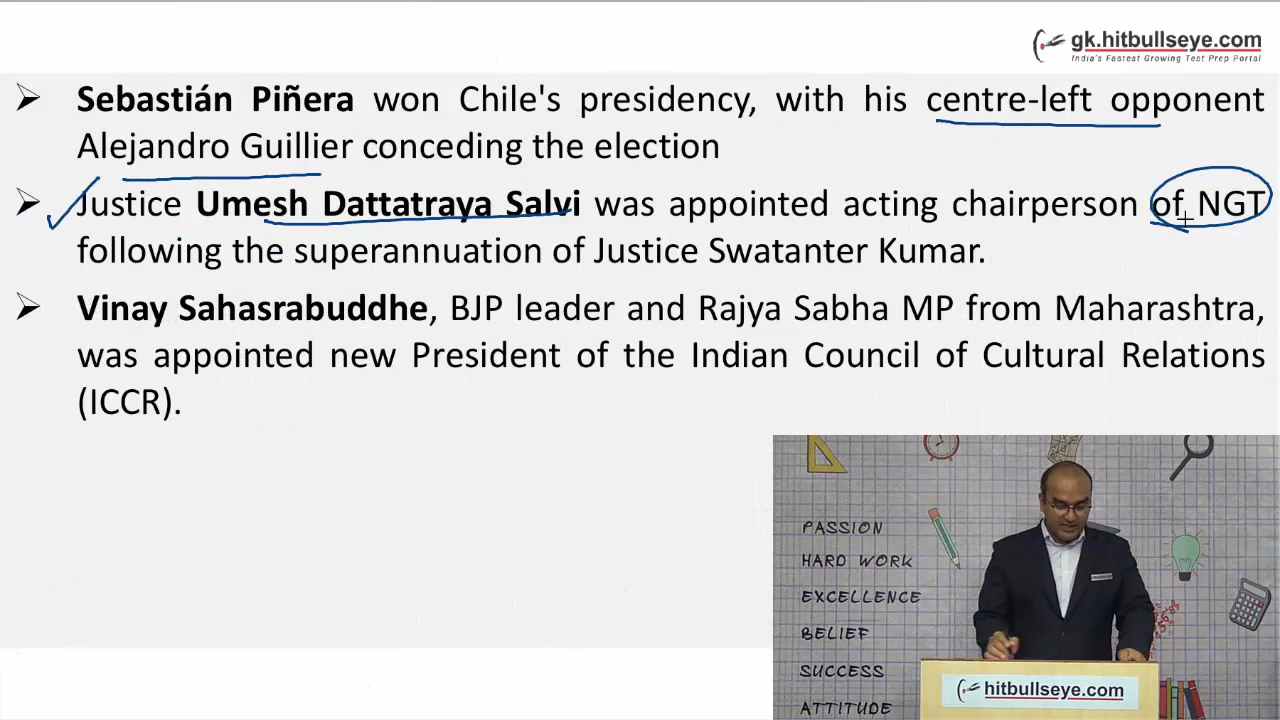 gk.hitbullseye.com
India's Fastest Growing Test Prep Portal
➢ Sebastián Piñera won Chile's presidency, with his centre-left opponent
Alejandro Guillier conceding the election
➢ Justice Umesh Dattatraya Salvi was appointed acting chairperson of NGT
following the superannuation of Justice Swatanter Kumar.
➢ Vinay Sahasrabuddhe, BJP leader and Rajya Sabha MP from Maharashtra,
was appointed new President of the Indian Council of Cultural Relations
(ICCR).
PASSION
HARD WORK
EXCELLENCE
BELIEF
SUCCESS
ATTITUDE
hitbullseye.com